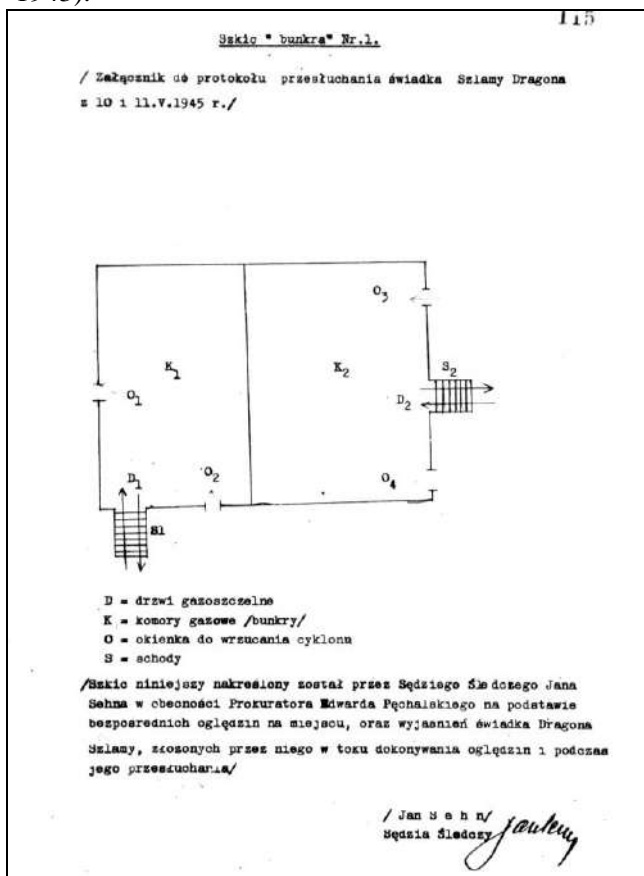 1945).
115
Szkic " bunkra" Nr.1.
/ Załącznik do protokołu przesłuchania świadka Szlamy Dragona
z 10 i 11.V.1945 r./
O3
K1
K2
S2
O1
D2
D1
O2
O4
S1
D = drzwi gazoszczelne
K = komory gazowe /bunkry/
O = okienka do wrzucania cyklonu
S = schody
/Szkic niniejszy nakreślony został przez Sędziego Śledczego Jana
Sehna w obecności Prokuratora Edwarda Pęchalskiego na podstawie
bezpośrednich oględzin na miejscu, oraz wyjaśnień świadka Dragona
Szlamy, złożonych przez niego w toku dokonywania oględzin i podczas
jego przesłuchania/
/ Jan S e h n/
Sędzia Śledczy